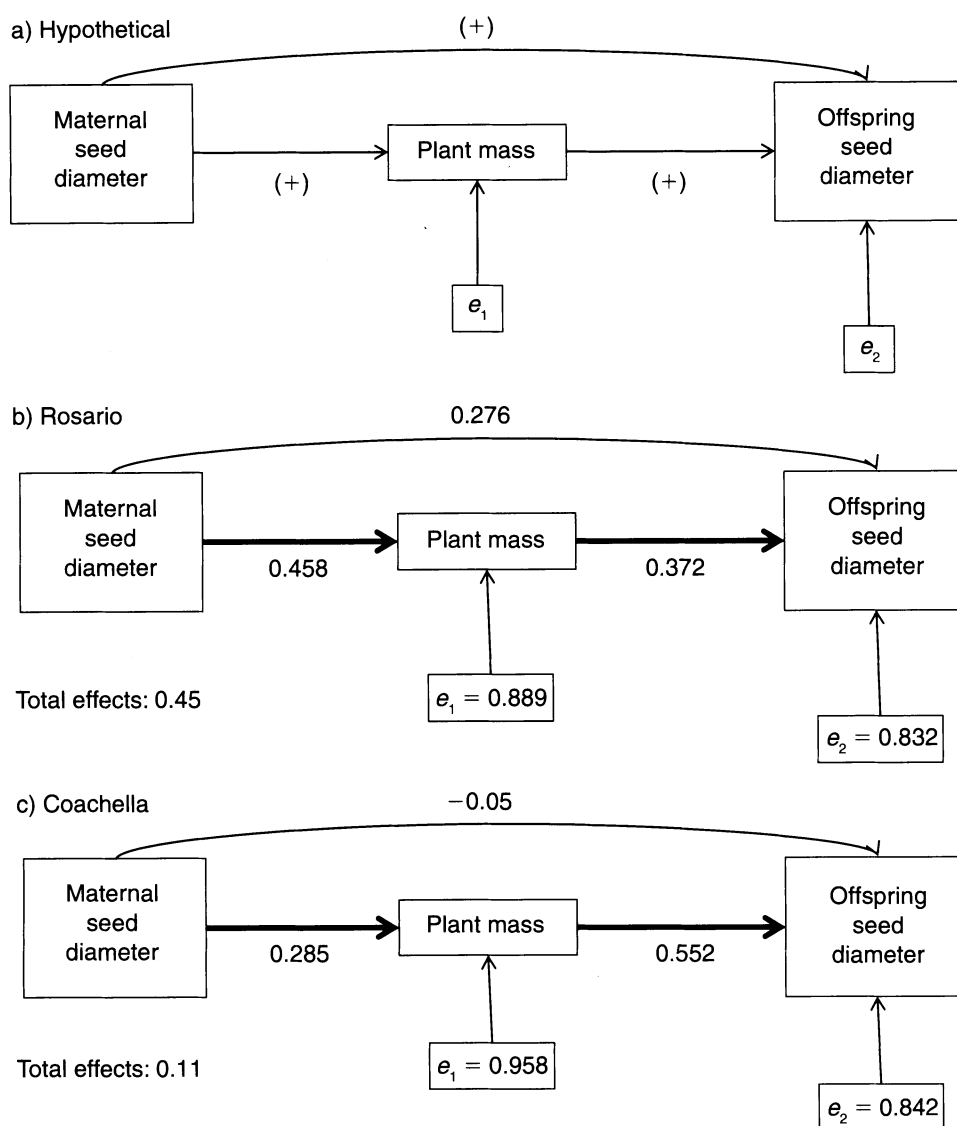 a) Hypothetical
(+)
Maternal
seed
diameter
(+)
Plant mass
(+)
Offspring
seed
diameter
e₁
e₂
b) Rosario
0.276
Maternal
seed
diameter
0.458
Plant mass
0.372
Offspring
seed
diameter
Total effects: 0.45
e₁ = 0.889
e₂ = 0.832
c) Coachella
−0.05
Maternal
seed
diameter
0.285
Plant mass
0.552
Offspring
seed
diameter
Total effects: 0.11
e₁ = 0.958
e₂ = 0.842